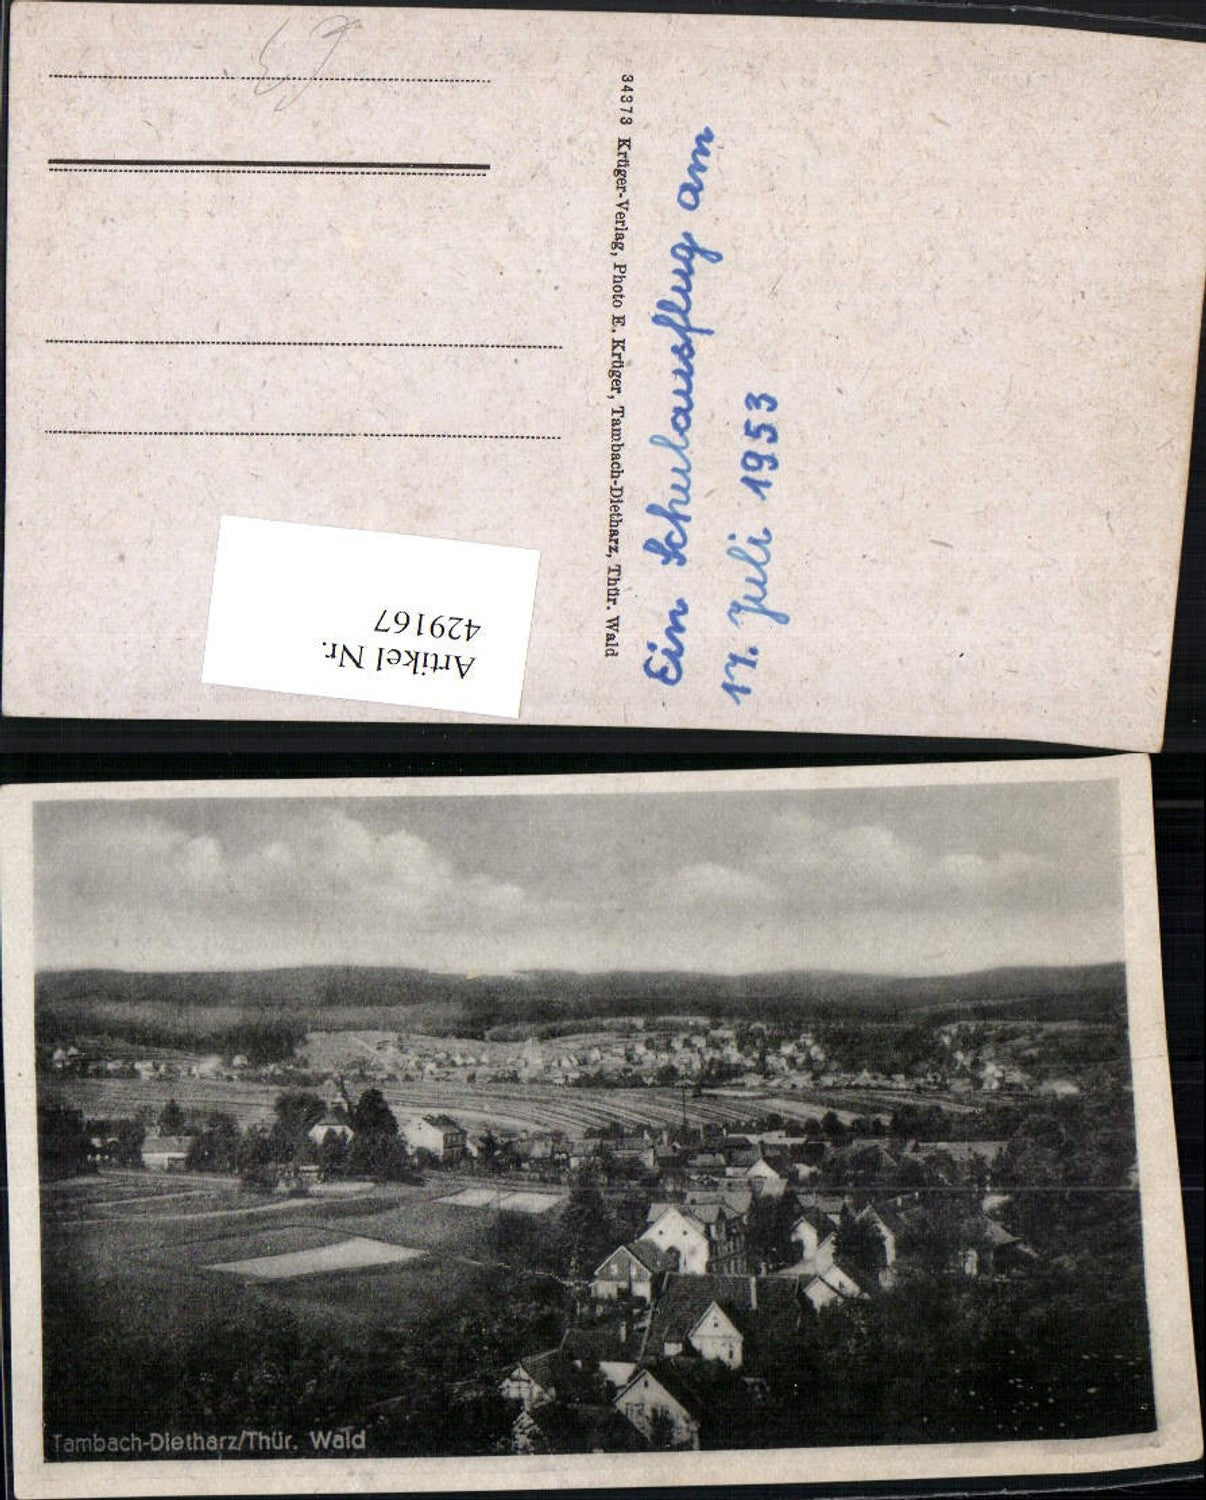 34373 Krüger-Verlag, Photo E. Krüger, Tambach-Dietharz, Thür. Wald
Ein Schulausflug am
17. Juli 1953
Artikel Nr.
429167
Tambach-Dietharz/Thür. Wald